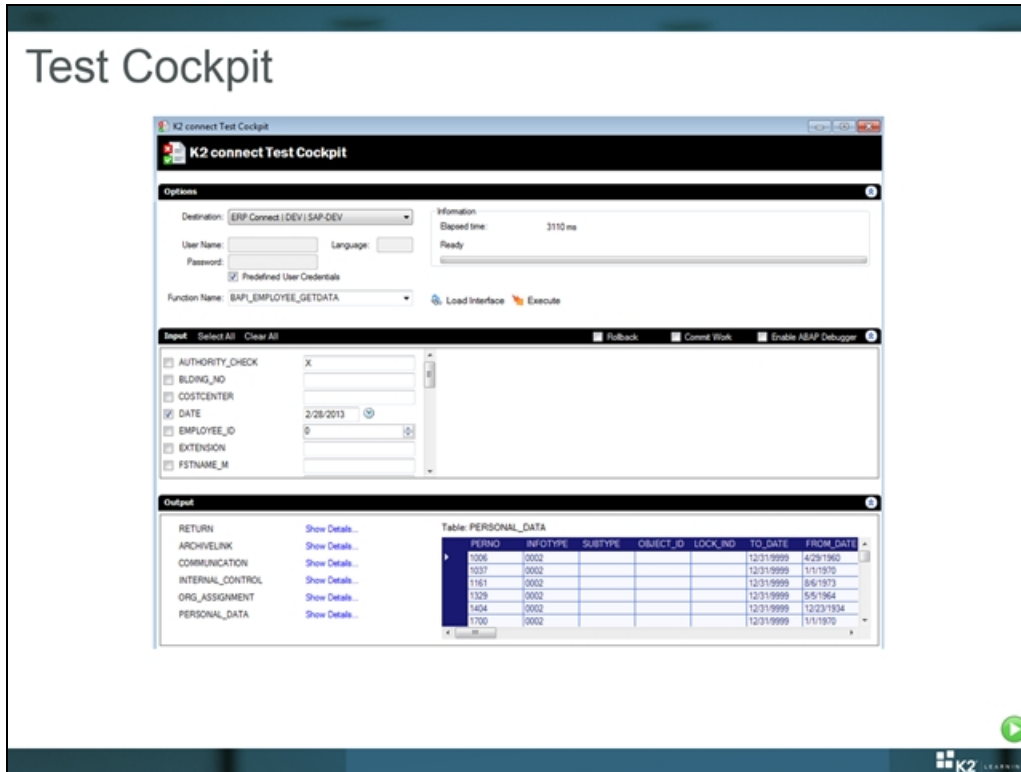 Test Cockpit
K2 connect Test Cockpit
K2 connect Test Cockpit
Options
Destination: ERP Connect | DEV | SAP-DEV
Information
Elapsed time: 3110 ms
User Name: Language:
Ready
Password:
Predefined User Credentials
Function Name: BAPI_EMPLOYEE_GETDATA Load Interface Execute
Input Select All Clear All Rollback Commit Work Enable ABAP Debugger
AUTHORITY_CHECK X
BLDING_NO
COSTCENTER
DATE 2/28/2013
EMPLOYEE_ID 0
EXTENSION
FSTNAME_M
Output
RETURN Show Details...
ARCHIVELINK Show Details...
COMMUNICATION Show Details...
INTERNAL_CONTROL Show Details...
ORG_ASSIGNMENT Show Details...
PERSONAL_DATA Show Details...
Table: PERSONAL_DATA
PERNO INFOTYPE SUBTYPE OBJECT_ID LOCK_IND TO_DATE FROM_DATE
1006 0002 12/31/9999 4/29/1960
1037 0002 12/31/9999 1/1/1970
1161 0002 12/31/9999 8/6/1973
1329 0002 12/31/9999 5/5/1964
1404 0002 12/31/9999 12/23/1934
1700 0002 12/31/9999 1/1/1970
K2 LEARNIN